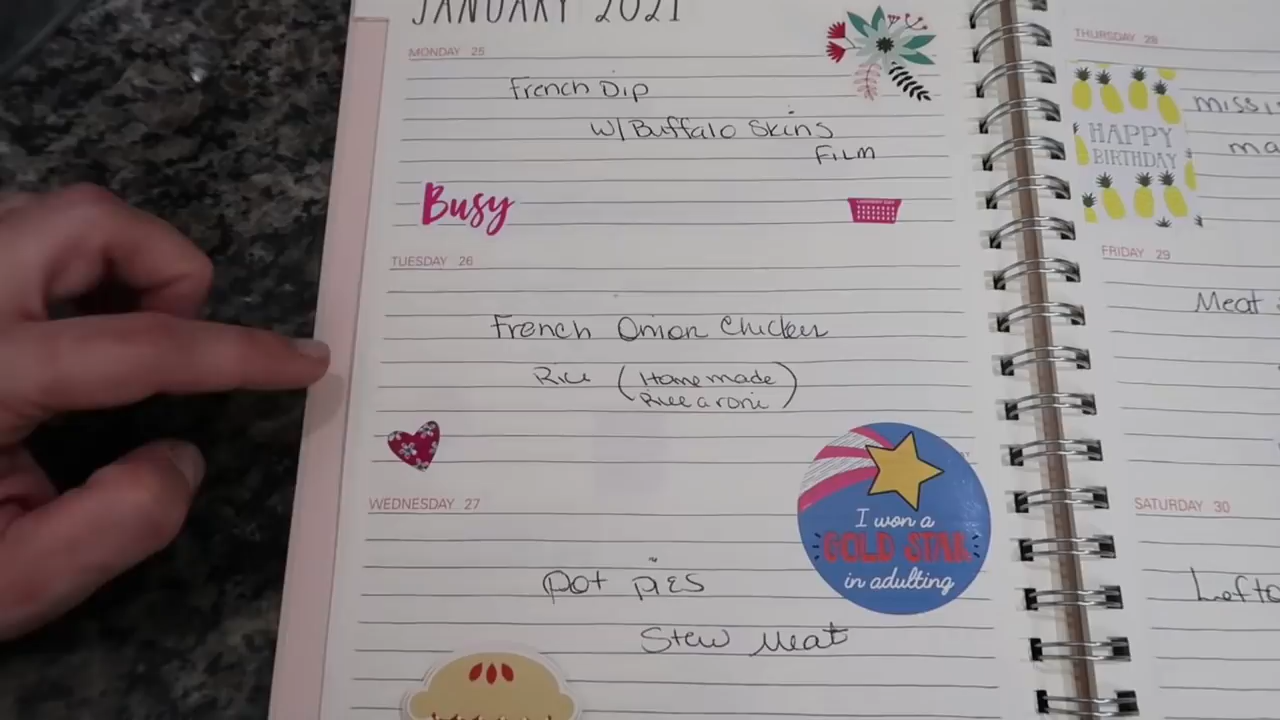 JANUARY 2021
MONDAY 25
French Dip
W/Buffalo Skins
FILM
Busy
TUESDAY 26
French Onion Chicken
Rice (Homemade
Rice a roni)
WEDNESDAY 27
I won a
GOLD STAR
in adulting
pot pies
Stew Meat
THURSDAY 28
HAPPY
BIRTHDAY
FRIDAY 29
Meat
SATURDAY 30